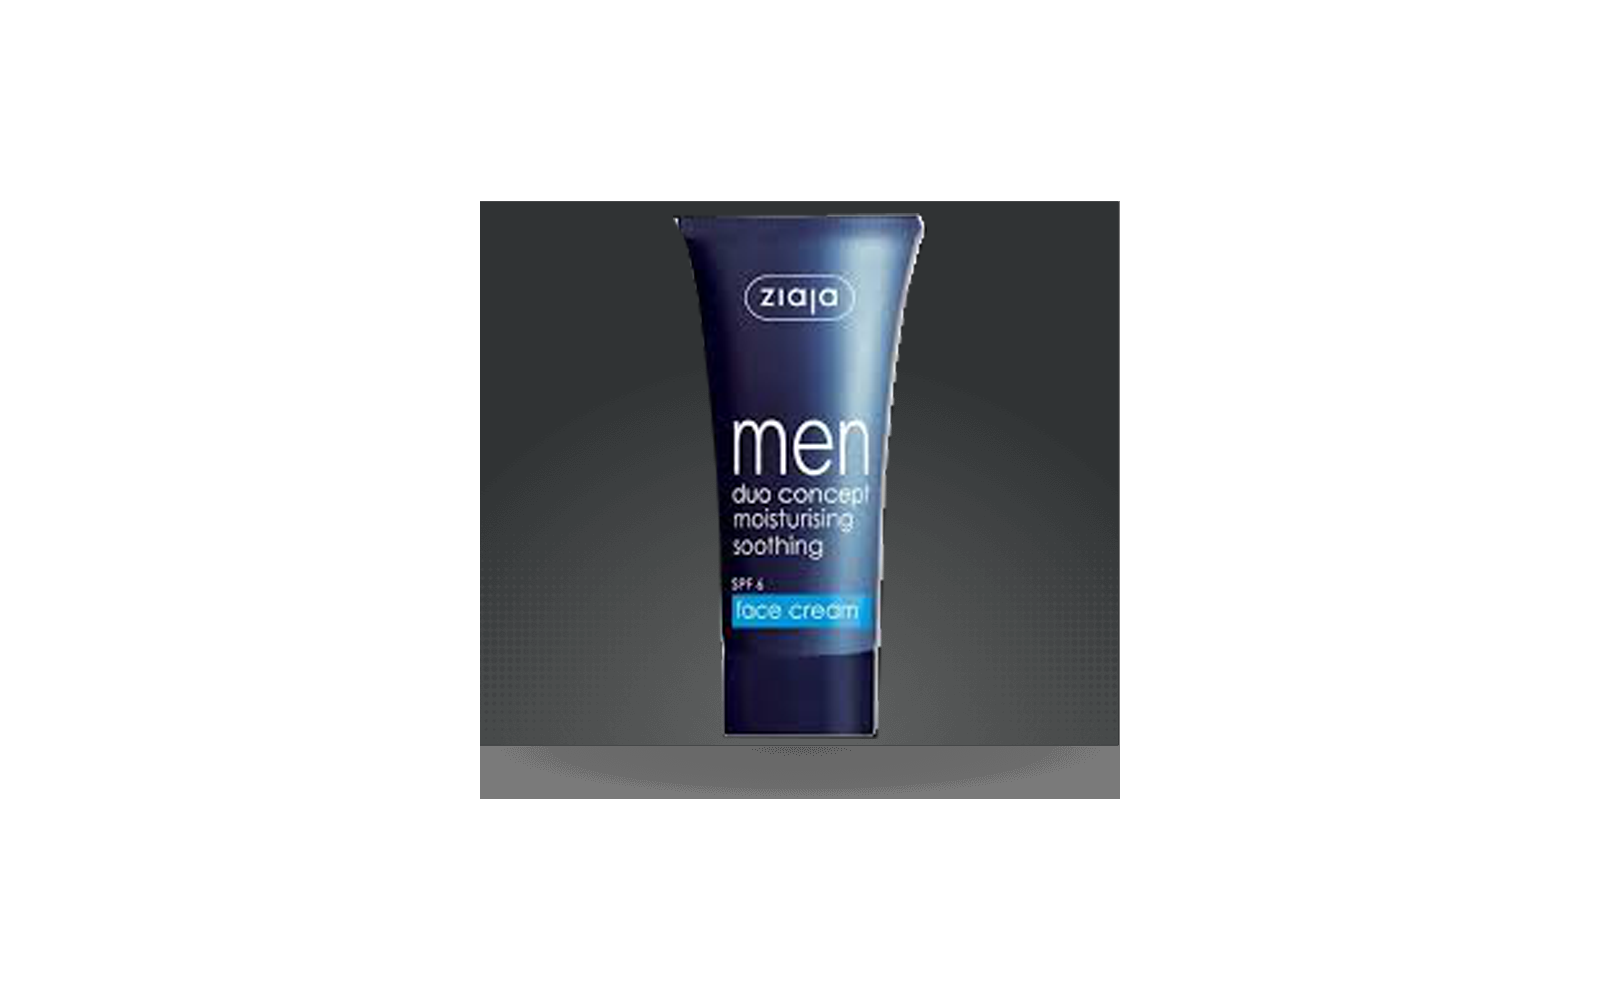 ziaja
men
duo concept
moisturising
soothing
SPF 6
face cream